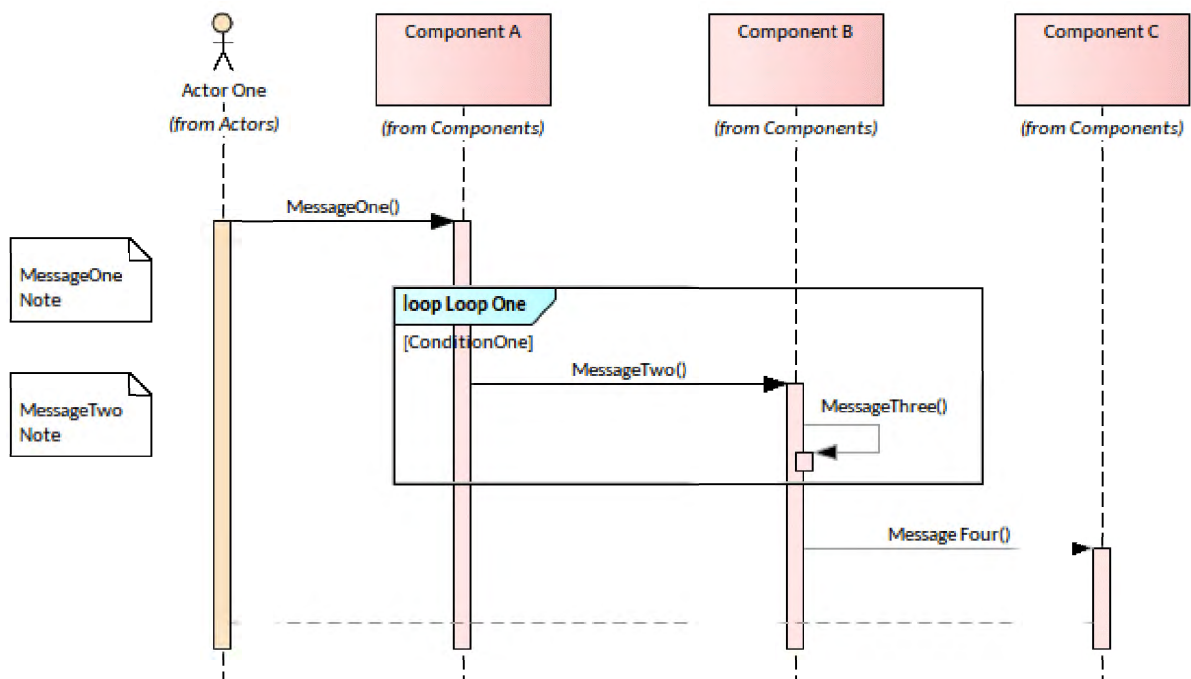 Component A
Component B
Component C
Actor One
(from Actors)
(from Components)
(from Components)
(from Components)
MessageOne()
MessageOne
Note
loop Loop One
[ConditionOne]
MessageTwo()
MessageTwo
Note
MessageThree()
Message Four()